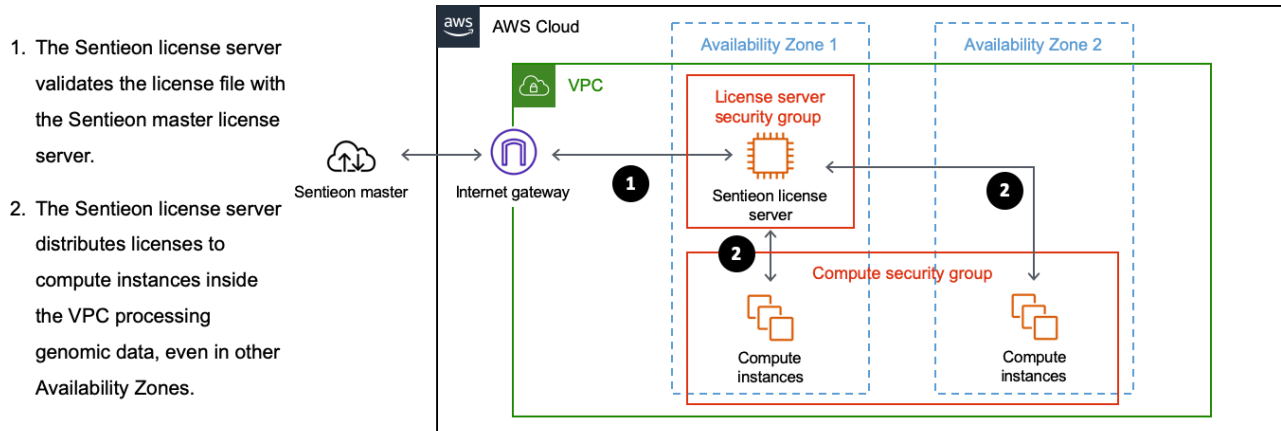 1. The Sentieon license server
validates the license file with
the Sentieon master license
server.
2. The Sentieon license server
distributes licenses to
compute instances inside
the VPC processing
genomic data, even in other
Availability Zones.
aws
AWS Cloud
Availability Zone 1
Availability Zone 2
VPC
License server
security group
Sentieon master
Internet gateway
1
Sentieon license
server
2
2
Compute security group
Compute
instances
Compute
instances